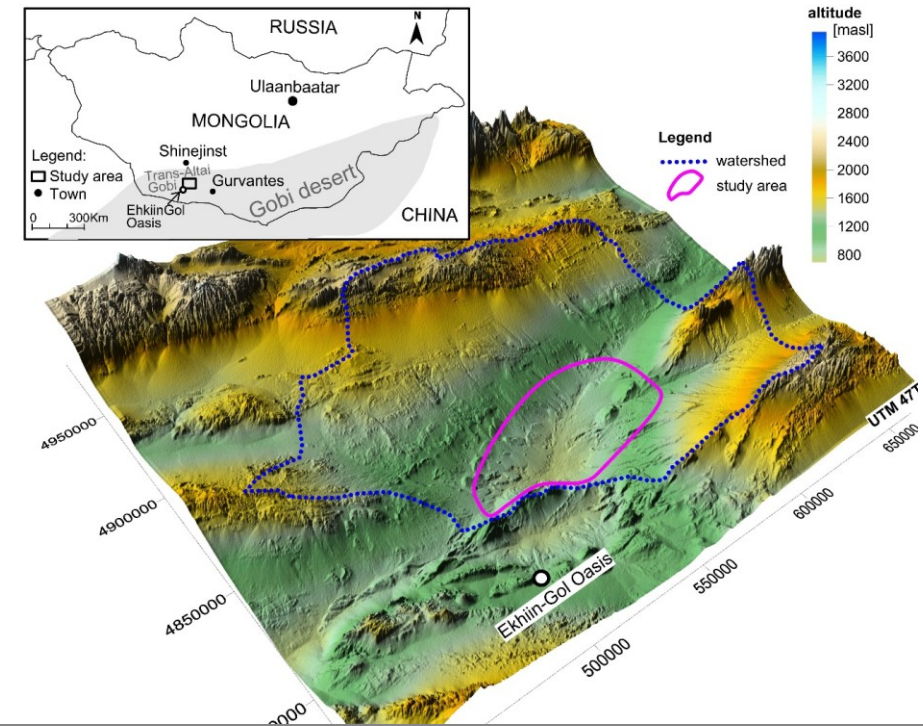 RUSSIA
N
Ulaanbaatar
MONGOLIA
Shinejinst
Legend:
Study area
Town
Trans-Altai
Gobi
Gurvantes
EhkiinGol
Oasis
Gobi desert
0 300Km
CHINA
altitude
[masl]
3600
3200
2800
2400
2000
1600
1200
800
Legend
watershed
study area
UTM 47T
650000
600000
550000
500000
4950000
4900000
4850000
Ekhiin-Gol Oasis